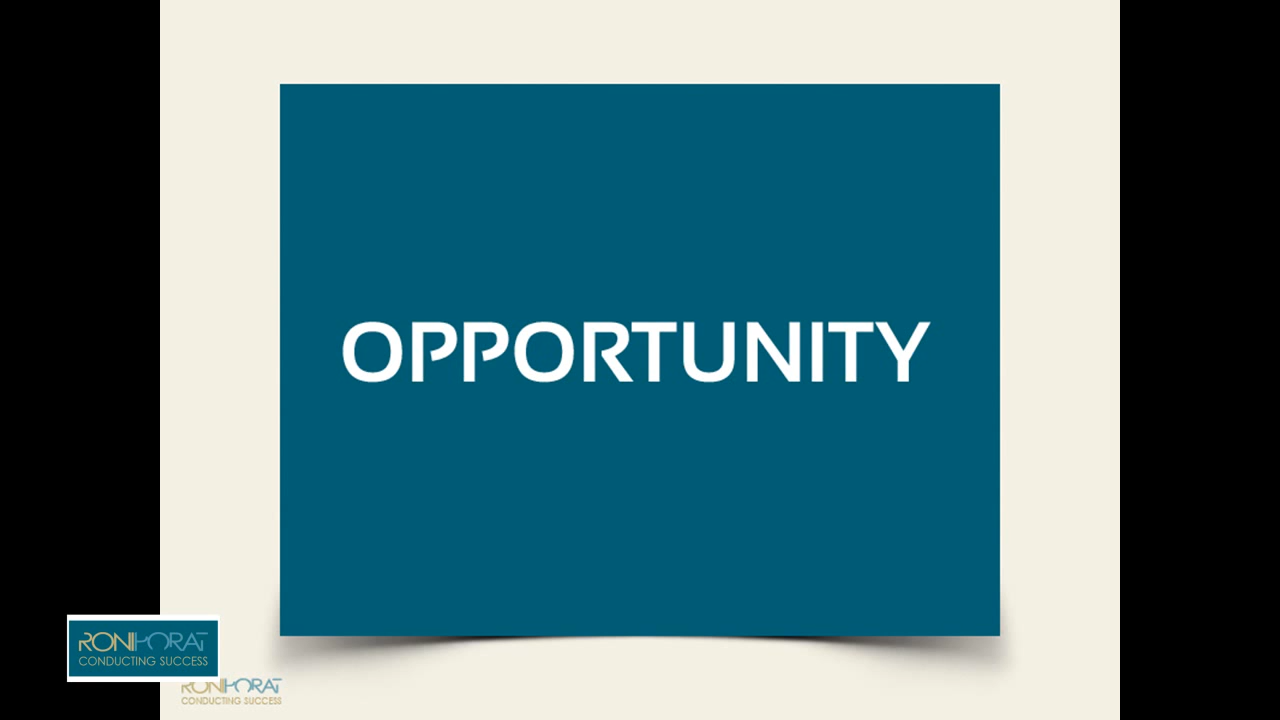 OPPORTUNITY
RONIPORAT
CONDUCTING SUCCESS
RONIPORAT
CONDUCTING SUCCESS